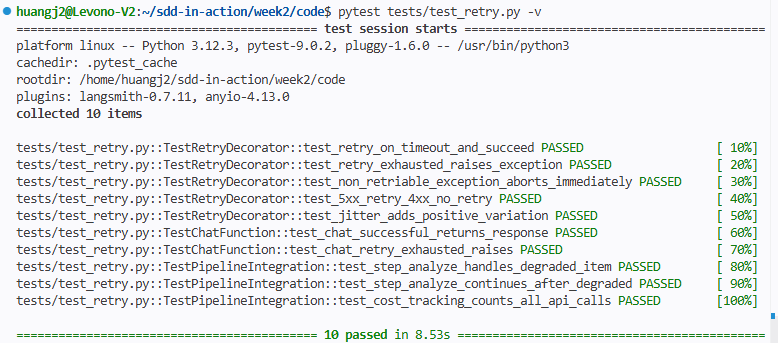 huangj2@Levono-V2:~/sdd-in-action/week2/code$ pytest tests/test_retry.py -v
========================================== test session starts ==========================================
platform linux -- Python 3.12.3, pytest-9.0.2, pluggy-1.6.0 -- /usr/bin/python3
cachedir: .pytest_cache
rootdir: /home/huangj2/sdd-in-action/week2/code
plugins: langsmith-0.7.11, anyio-4.13.0
collected 10 items
tests/test_retry.py::TestRetryDecorator::test_retry_on_timeout_and_succeed PASSED [ 10%]
tests/test_retry.py::TestRetryDecorator::test_retry_exhausted_raises_exception PASSED [ 20%]
tests/test_retry.py::TestRetryDecorator::test_non_retriable_exception_aborts_immediately PASSED [ 30%]
tests/test_retry.py::TestRetryDecorator::test_5xx_retry_4xx_no_retry PASSED [ 40%]
tests/test_retry.py::TestRetryDecorator::test_jitter_adds_positive_variation PASSED [ 50%]
tests/test_retry.py::TestChatFunction::test_chat_successful_returns_response PASSED [ 60%]
tests/test_retry.py::TestChatFunction::test_chat_retry_exhausted_raises PASSED [ 70%]
tests/test_retry.py::TestPipelineIntegration::test_step_analyze_handles_degraded_item PASSED [ 80%]
tests/test_retry.py::TestPipelineIntegration::test_step_analyze_continues_after_degraded PASSED [ 90%]
tests/test_retry.py::TestPipelineIntegration::test_cost_tracking_counts_all_api_calls PASSED [100%]
========================================== 10 passed in 8.53s ===========================================